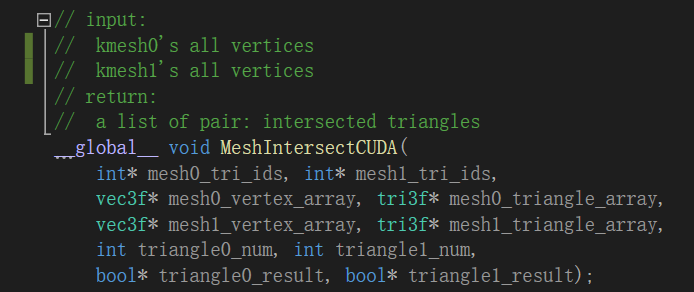 // input:
//  kmesh0's all vertices
//  kmesh1's all vertices
// return:
//  a list of pair: intersected triangles
__global__ void MeshIntersectCUDA(
    int* mesh0_tri_ids, int* mesh1_tri_ids,
    vec3f* mesh0_vertex_array, tri3f* mesh0_triangle_array,
    vec3f* mesh1_vertex_array, tri3f* mesh1_triangle_array,
    int triangle0_num, int triangle1_num,
    bool* triangle0_result, bool* triangle1_result);